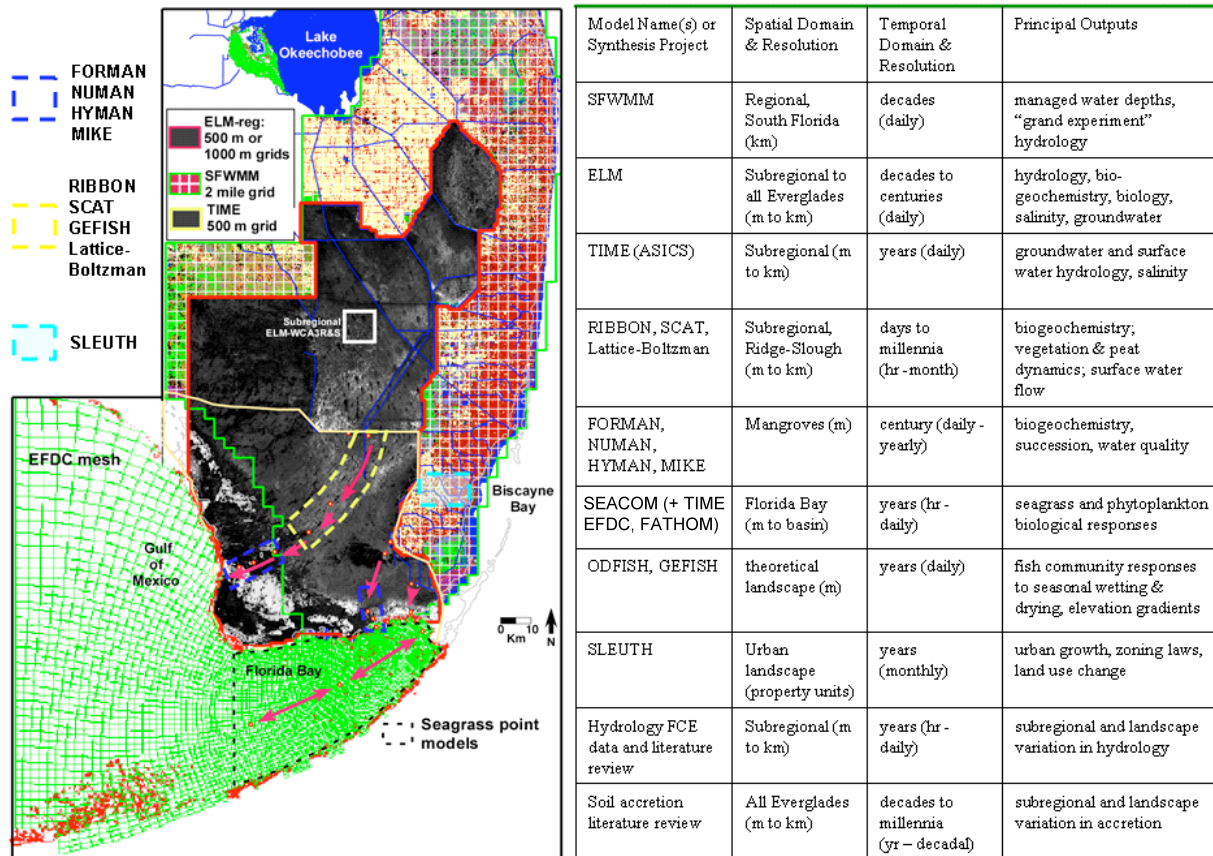 FORMAN
NUMAN
HYMAN
MIKE
RIBBON
SCAT
GEFISH
Lattice-
Boltzman
SLEUTH
Lake
Okeechobee
ELM-reg:
500 m or
1000 m grids
SFWMM
2 mile grid
TIME
500 m grid
Subregional
ELM-WCA3R&S
EFDC mesh
Biscayne
Bay
Gulf
of
Mexico
0 10
Km
N
Florida Bay
Seagrass point
models
Model Name(s) or
Synthesis Project
Spatial Domain
& Resolution
Temporal
Domain &
Resolution
Principal Outputs
SFWMM
Regional,
South Florida
(km)
decades
(daily)
managed water depths,
“grand experiment”
hydrology
ELM
Subregional to
all Everglades
(m to km)
decades to
centuries
(daily)
hydrology, bio-
geochemistry, biology,
salinity, groundwater
TIME (ASICS)
Subregional (m
to km)
years (daily)
groundwater and surface
water hydrology, salinity
RIBBON, SCAT,
Lattice-Boltzman
Subregional,
Ridge-Slough
(m to km)
days to
millennia
(hr - month)
biogeochemistry;
vegetation & peat
dynamics; surface water
flow
FORMAN,
NUMAN,
HYMAN, MIKE
Mangroves (m)
century (daily -
yearly)
biogeochemistry,
succession, water quality
SEACOM (+ TIME
EFDC, FATHOM)
Florida Bay
(m to basin)
years (hr -
daily)
seagrass and phytoplankton
biological responses
ODFISH, GEFISH
theoretical
landscape (m)
years (daily)
fish community responses
to seasonal wetting &
drying, elevation gradients
SLEUTH
Urban
landscape
(property units)
years
(monthly)
urban growth, zoning laws,
land use change
Hydrology FCE
data and literature
review
Subregional (m
to km)
years (hr -
daily)
subregional and landscape
variation in hydrology
Soil accretion
literature review
All Everglades
(m to km)
decades to
millennia
(yr – decadal)
subregional and landscape
variation in accretion